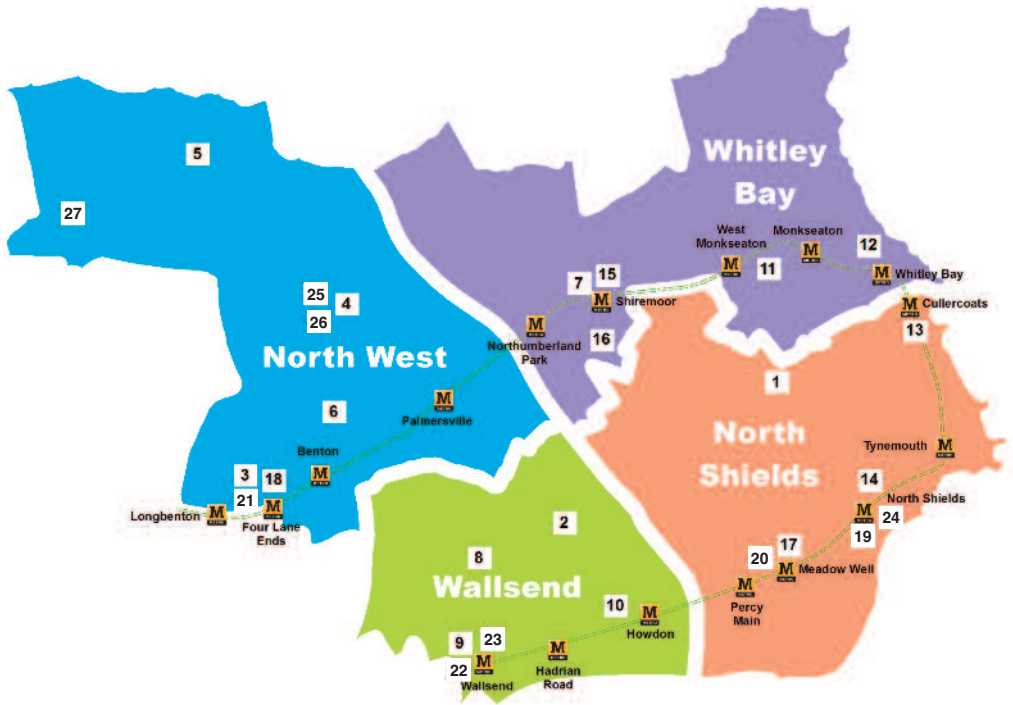 Whitley
Bay
5
27
West
Monkseaton
Monkseaton
12
11
M
M
M
Whitley Bay
7
15
M
Shiremoor
M
Cullercoats
25
4
26
M
Northumberland
Park
16
13
North West
1
6
M
Palmersville
North
Shields
Tynemouth
M
Benton
M
3
18
21
Longbenton
M
M
Four Lane
Ends
14
North Shields
M
24
19
2
8
17
20
M
Meadow Well
M
Percy
Main
Wallsend
10
M
Howdon
9
23
22
M
Wallsend
M
Hadrian
Road